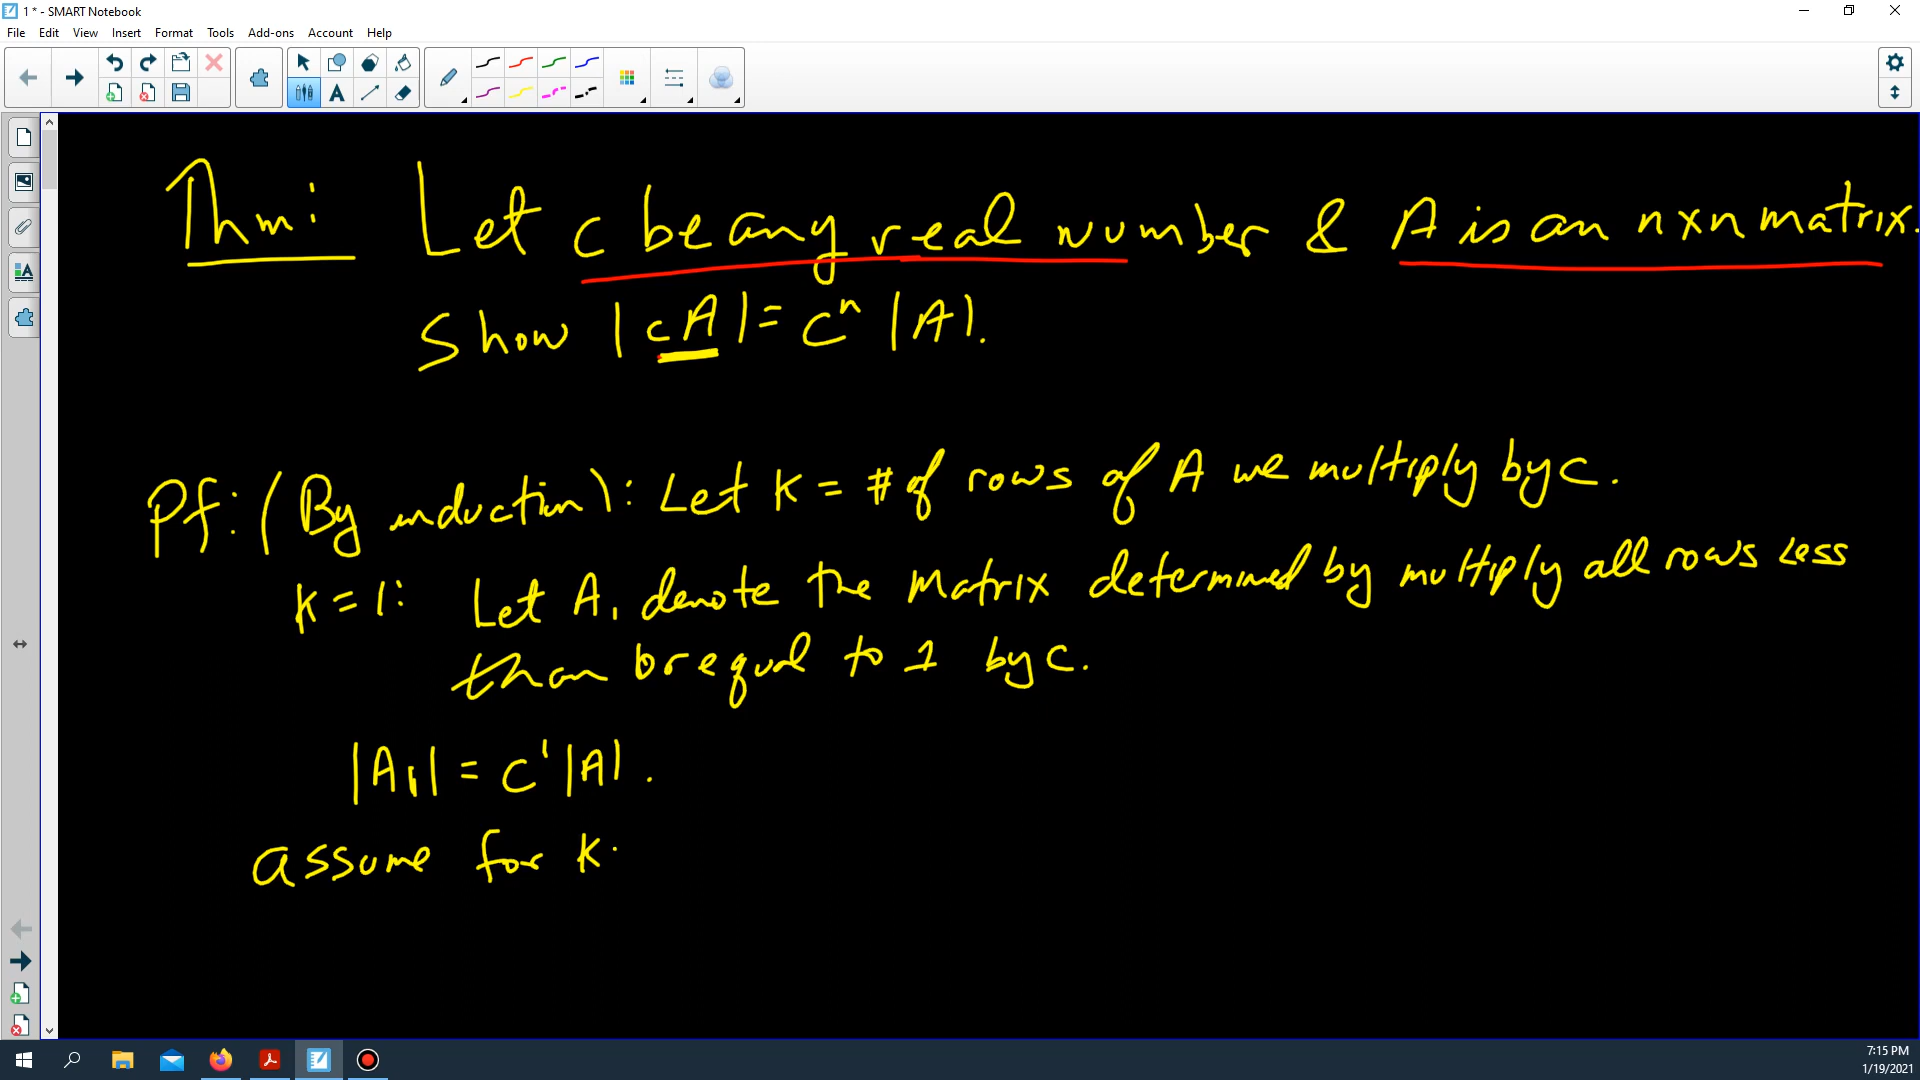 1 * - SMART Notebook
File Edit View Insert Format Tools Add-ons Account Help
Thm: Let c be any real number & A is an nxn matrix.
Show |cA| = cⁿ |A|.
Pf: (By induction): Let K = # of rows of A we multiply by c.
K = 1: Let A₁ denote the matrix determined by multiply all rows less
than or equal to 1 by c.
|A₁| = c¹ |A|.
assume for K.
7:15 PM
1/19/2021